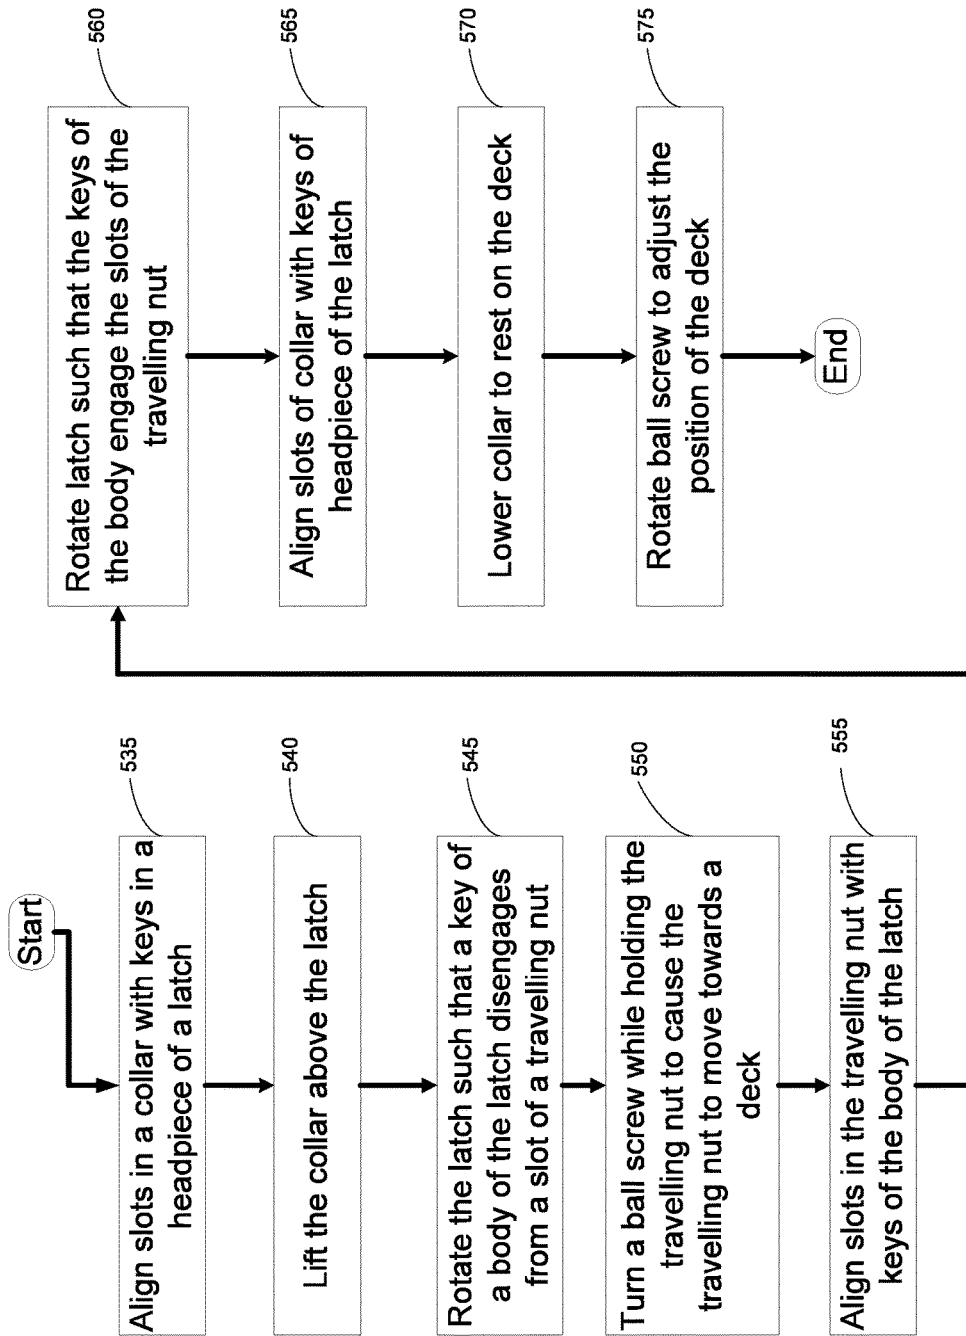 Start
535
Align slots in a collar with keys in a
headpiece of a latch
540
Lift the collar above the latch
545
Rotate the latch such that a key of
a body of the latch disengages
from a slot of a travelling nut
550
Turn a ball screw while holding the
travelling nut to cause the
travelling nut to move towards a
deck
555
Align slots in the travelling nut with
keys of the body of the latch
560
Rotate latch such that the keys of
the body engage the slots of the
travelling nut
565
Align slots of collar with keys of
headpiece of the latch
570
Lower collar to rest on the deck
575
Rotate ball screw to adjust the
position of the deck
End